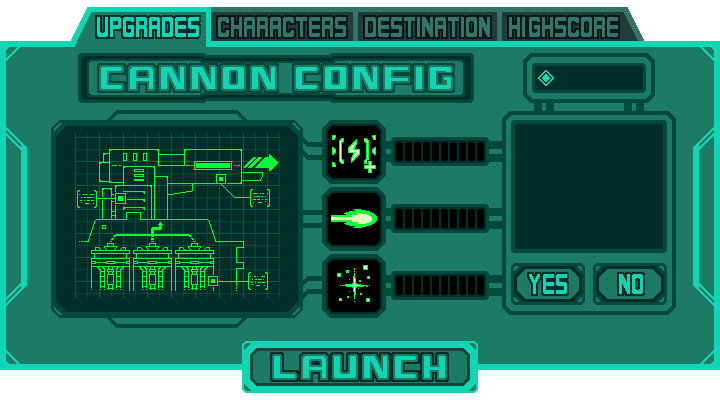 UPGRADES CHARACTERS DESTINATION HIGHSCORE
CANNON CONFIG
YES NO
LAUNCH